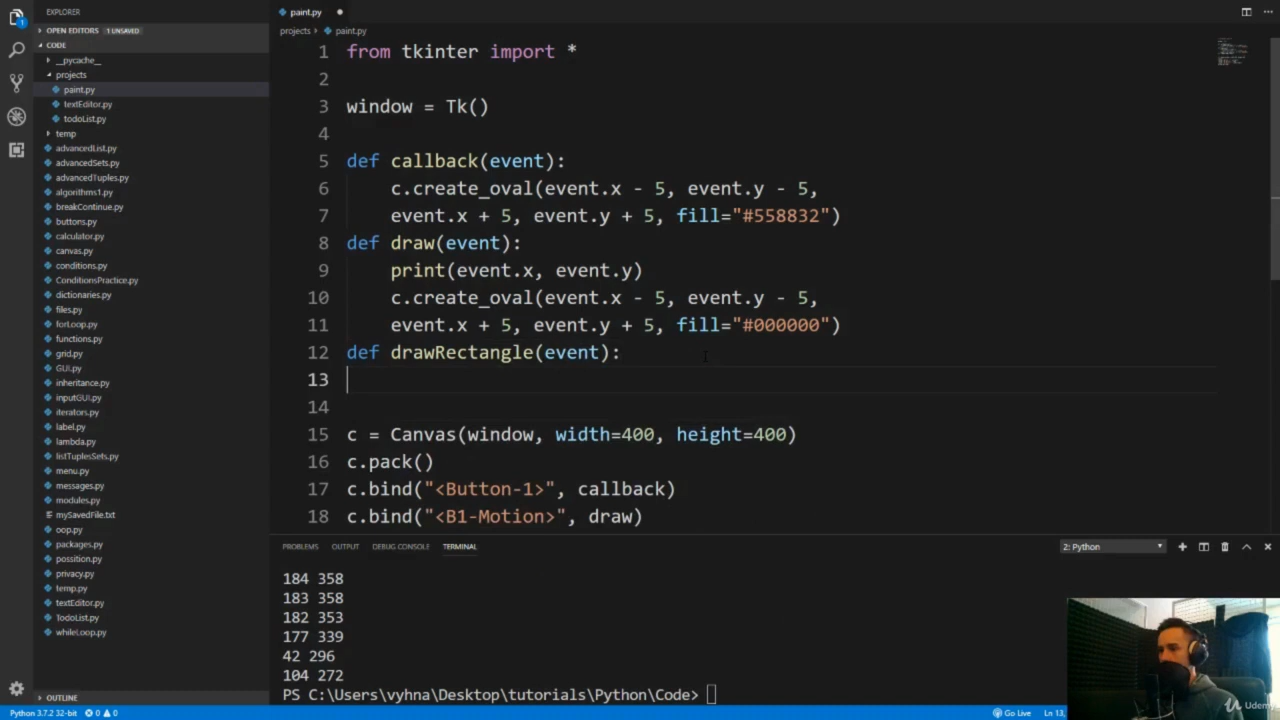 EXPLORER
OPEN EDITORS 1 UNSAVED
CODE
__pycache__
projects
paint.py
textEditor.py
todoList.py
temp
advancedList.py
advancedSets.py
advancedTuples.py
algorithms1.py
breakContinue.py
buttons.py
calculator.py
canvas.py
conditions.py
ConditionsPractice.py
dictionaries.py
files.py
forLoop.py
functions.py
grid.py
GUI.py
inheritance.py
inputGUI.py
iterators.py
label.py
lambda.py
listTuplesSets.py
menu.py
messages.py
modules.py
mySavedFile.txt
oop.py
packages.py
possition.py
privacy.py
temp.py
textEditor.py
TodoList.py
whileLoop.py
OUTLINE
paint.py
projects > paint.py
1 from tkinter import *
2
3 window = Tk()
4
5 def callback(event):
6 c.create_oval(event.x - 5, event.y - 5,
7 event.x + 5, event.y + 5, fill="#558832")
8 def draw(event):
9 print(event.x, event.y)
10 c.create_oval(event.x - 5, event.y - 5,
11 event.x + 5, event.y + 5, fill="#000000")
12 def drawRectangle(event):
13
14
15 c = Canvas(window, width=400, height=400)
16 c.pack()
17 c.bind("<Button-1>", callback)
18 c.bind("<B1-Motion>", draw)
PROBLEMS OUTPUT DEBUG CONSOLE TERMINAL 2: Python
184 358
183 358
182 353
177 339
42 296
104 272
PS C:\Users\vyhna\Desktop\tutorials\Python\Code>
Udemy
Python 3.7.2 32-bit 0 0 Go Live Ln 13,